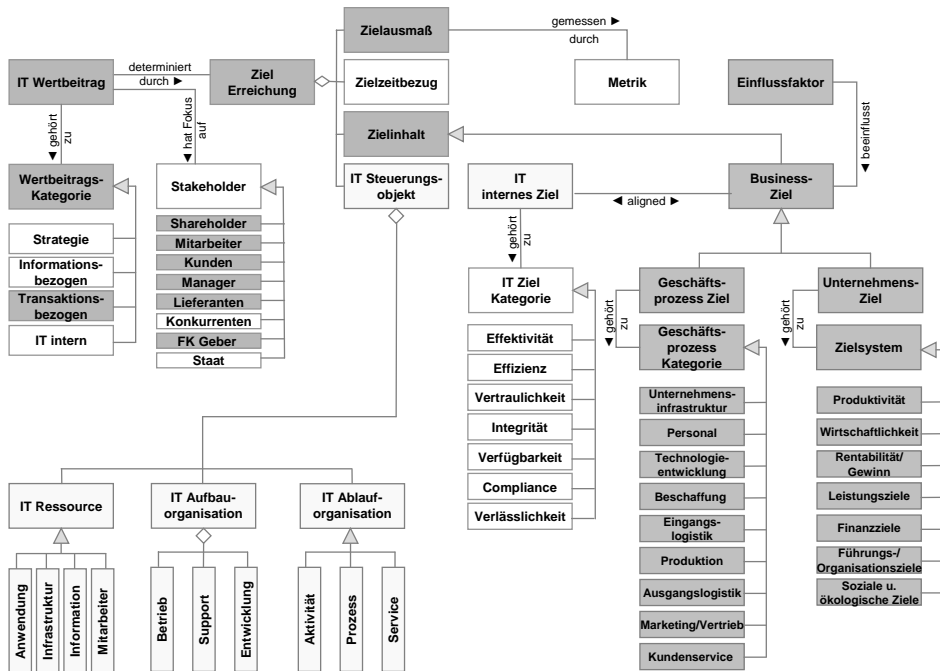 Zielausmaß
gemessen ►
durch
Metrik
IT Wertbeitrag
determiniert
durch ►
Ziel
Erreichung
Zielzeitbezug
Einflussfaktor
Zielinhalt
◄ beeinflusst
◄ gehört
zu
◄ hat Fokus
auf
Wertbeitrags-
Kategorie
Stakeholder
IT Steuerungs-
objekt
IT
internes Ziel
◄ aligned ►
Business-
Ziel
Strategie
Informations-
bezogen
Transaktions-
bezogen
IT intern
Shareholder
Mitarbeiter
Kunden
Manager
Lieferanten
Konkurrenten
FK Geber
Staat
◄ gehört
zu
IT Ziel
Kategorie
Effektivität
Effizienz
Vertraulichkeit
Integrität
Verfügbarkeit
Compliance
Verlässlichkeit
Geschäfts-
prozess Ziel
◄ gehört
zu
Geschäfts-
prozess
Kategorie
Unternehmens-
infrastruktur
Personal
Technologie-
entwicklung
Beschaffung
Eingangs-
logistik
Produktion
Ausgangslogistik
Marketing/Vertrieb
Kundenservice
Unternehmens-
Ziel
◄ gehört
zu
Zielsystem
Produktivität
Wirtschaftlichkeit
Rentabilität/
Gewinn
Leistungsziele
Finanzziele
Führungs-/
Organisationsziele
Soziale u.
ökologische Ziele
IT Ressource
IT Aufbau-
organisation
IT Ablauf-
organisation
Anwendung
Infrastruktur
Information
Mitarbeiter
Betrieb
Support
Entwicklung
Aktivität
Prozess
Service